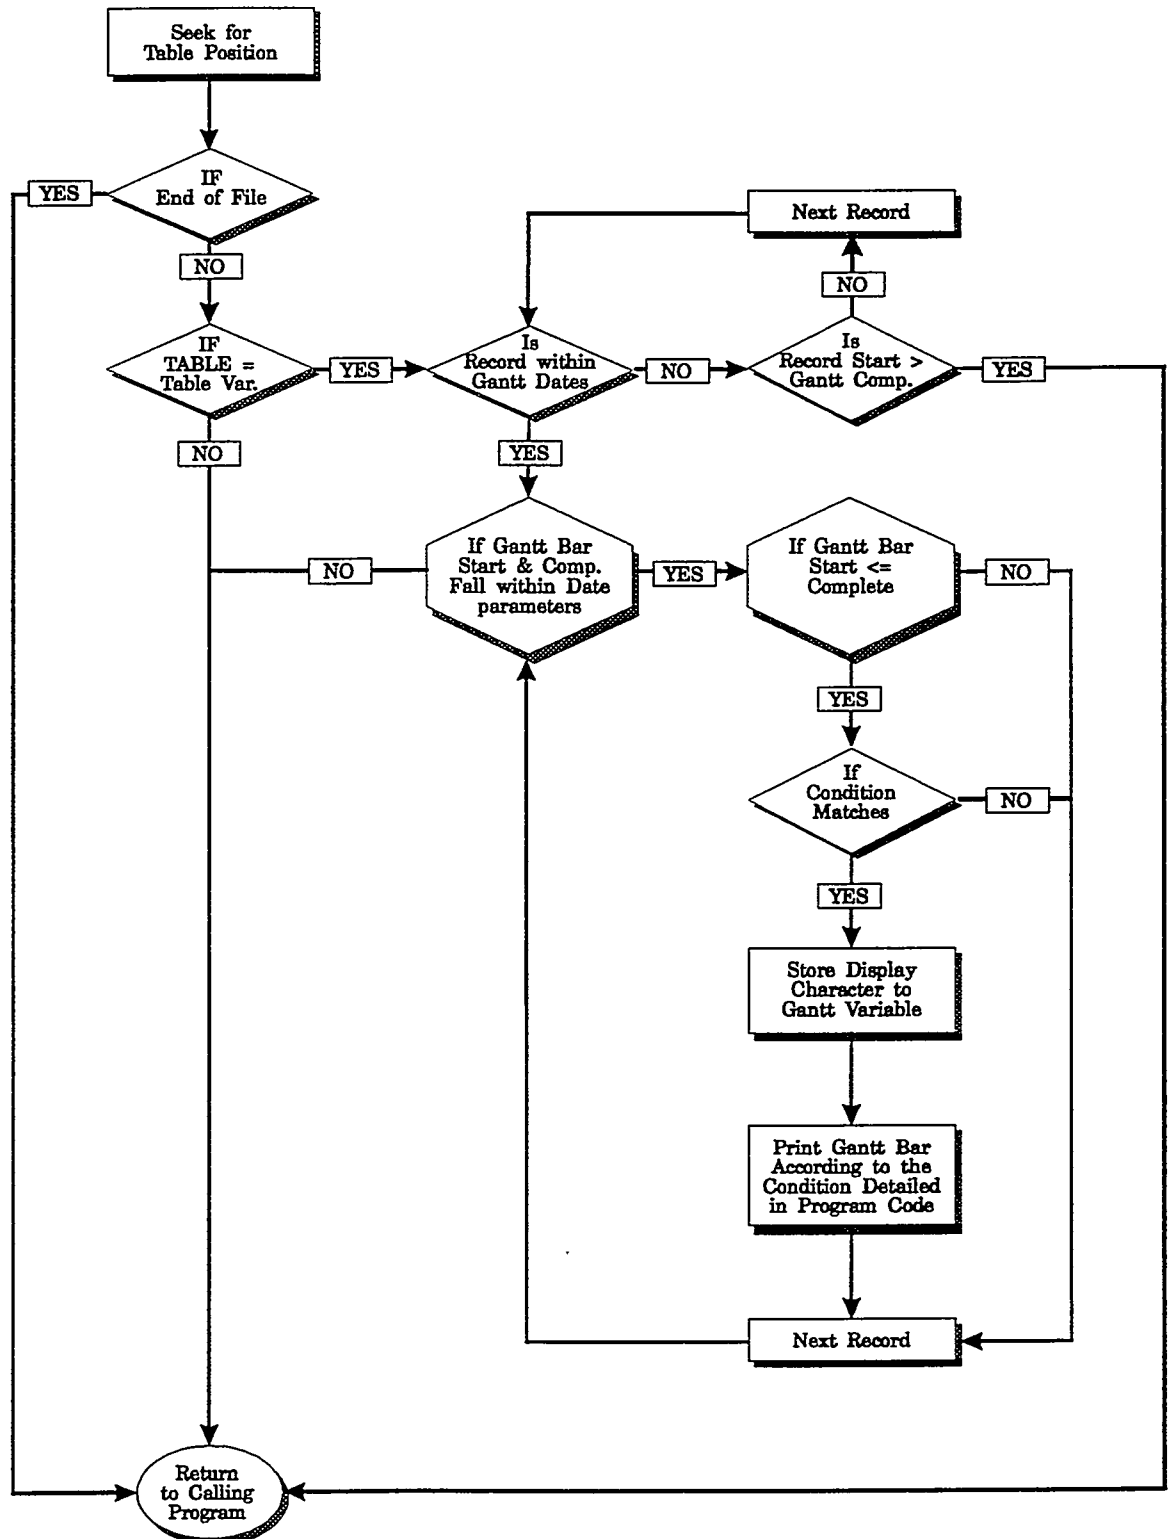 Seek for
Table Position
IF
End of File
YES
NO
Next Record
NO
IF
TABLE =
Table Var.
YES
Is
Record within
Gantt Dates
NO
Is
Record Start >
Gantt Comp.
YES
NO
YES
NO
If Gantt Bar
Start & Comp.
Fall within Date
parameters
YES
If Gantt Bar
Start <=
Complete
NO
YES
If
Condition
Matches
NO
YES
Store Display
Character to
Gantt Variable
Print Gantt Bar
According to the
Condition Detailed
in Program Code
Next Record
Return
to Calling
Program